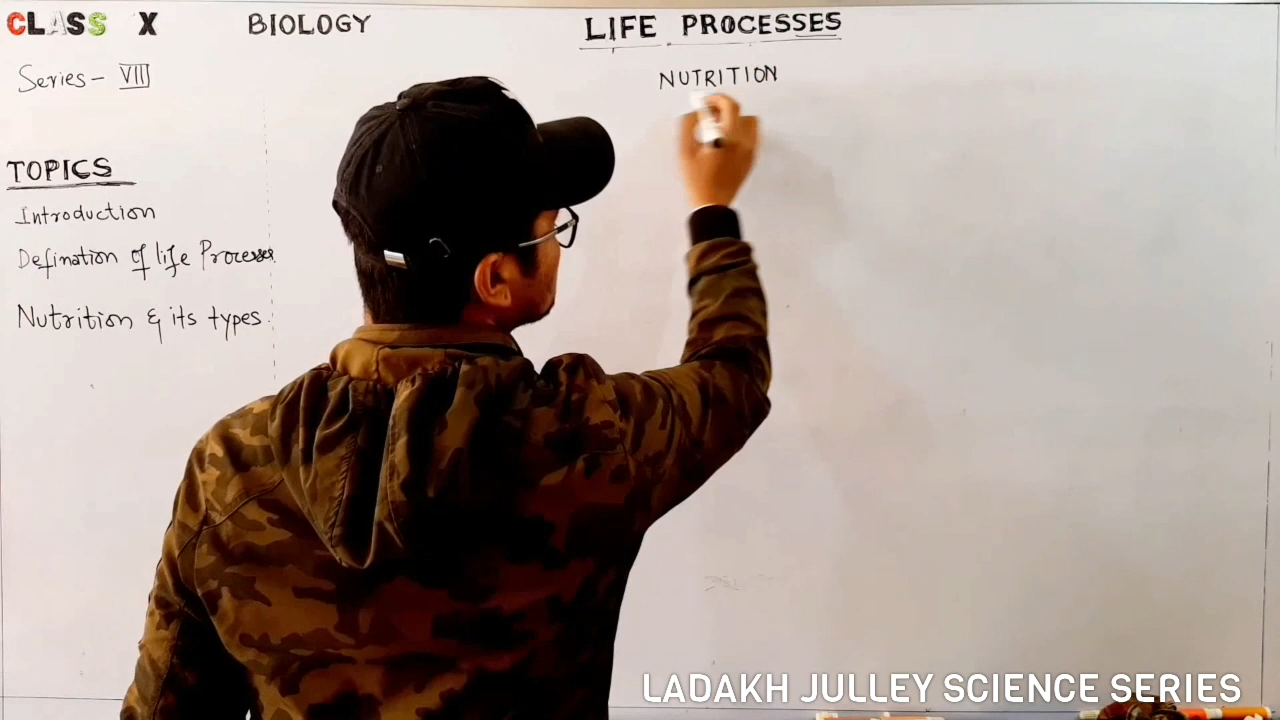 CLASS X BIOLOGY LIFE PROCESSES
Series- VII
NUTRITION
TOPICS
Introduction
Defination of life Processes
Nutrition & its types.
LADAKH JULLEY SCIENCE SERIES